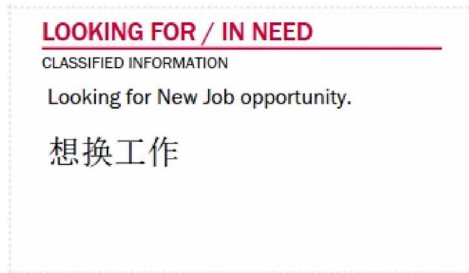 LOOKING FOR / IN NEED
CLASSIFIED INFORMATION
Looking for New Job opportunity.
想换工作